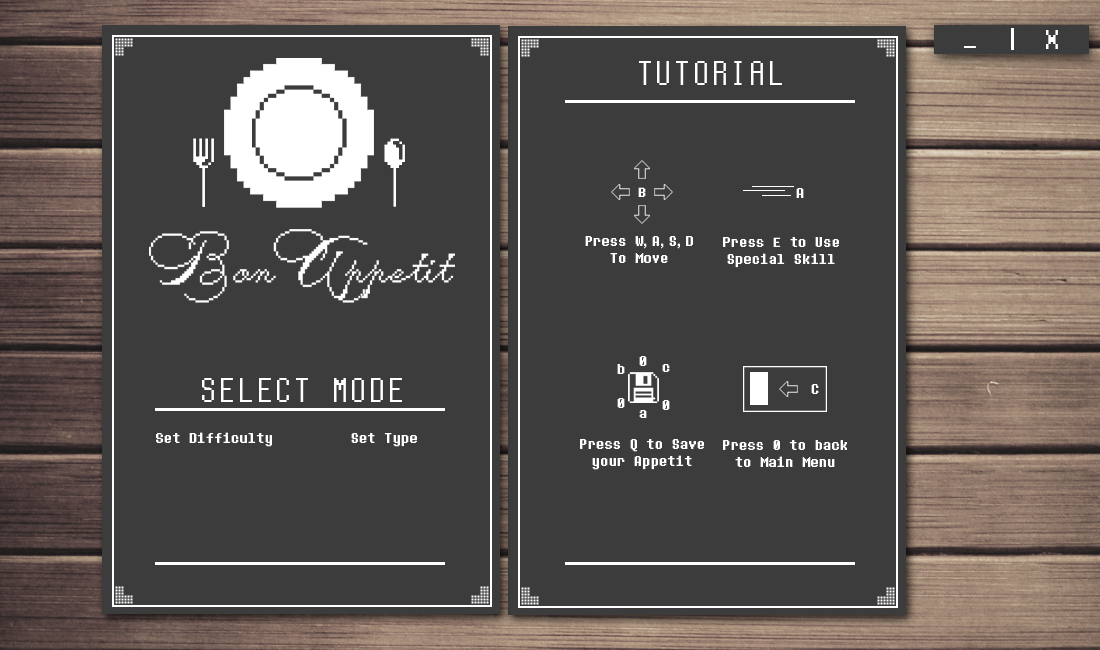 _ | X
Bon Appetit
SELECT MODE
Set Difficulty Set Type
TUTORIAL
B
A
Press W,A,S,D
To Move
Press E to Use
Special Skill
b 0 c
0 a 0
C
Press Q to Save
your Appetit
Press 0 to back
to Main Menu